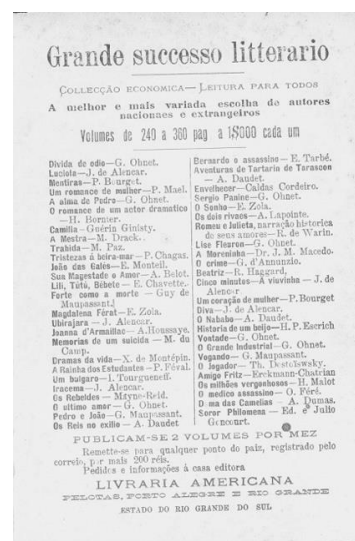 Grande successo litterario
COLLECÇÃO ECONOMICA—LEITURA PARA TODOS
A melhor e mais variada escolha de autores
nacionaes e extrangeiros
Volumes de 240 a 360 pag a 1$000 cada um
Divida de odio—G. Ohnet.
Luciola—J. de Alencar.
Mentiras—P. Bourget.
Um romance de mulher—P. Mael.
A alma de Pedro—G. Ohnet.
O romance de um actor dramatico
—H. Bornier.
Camilla—Guérin Ginisty.
A Mestra—M. Drack.
Trahida—M. Paz.
Tristezas á beira-mar—P. Chagas.
João das Galés—E. Monteil.
Sua Magestade o Amor—A. Belot.
Lili, Tútú, Bébete—E. Chavette.
Forte como a morte—Guy de
Maupassant.
Magdalena Férat—E. Zola.
Ubirajara—J. Alencar.
Joanna d'Armaillac—A. Houssaye.
Memorias de um suicida—M. du
Camp.
Dramas da vida—X. de Montépin.
A Rainha dos Estudantes—P. Féval.
Um bulgaro—I. Tourgueneff.
Iracema—J. Alencar.
Os Rebeldes—Mayne-Reid.
O ultimo amor—G. Ohnet.
Pedro e João—G. Maupassant.
Os Reis no exilio—A. Daudet
Bernardo o assassino—E. Tarbé.
Aventuras de Tartarin de Tarascon
—A. Daudet.
Envelhecer—Caldas Cordeiro.
Sergio Panine—G. Ohnet.
O Sonho—E. Zola.
Os dois rivaes—A. Lapointe.
Romeu e Julieta, narração historica
de seus amores—E. de Warin.
Lise Fleuron—G. Ohnet.
A Moreninha—Dr. J. M. Macedo.
O crime—G. d'Annunzio.
Beatriz—R. Haggard,
Cinco minutos—A viuvinha—J. de
Alencar.
Um coração de mulher—P. Bourget
Diva—J. de Alencar.
O Nababo—A. Daudet.
Historia de um beijo—H. P. Escrich
Vontade—G. Ohnet.
O Grande Industrial—G. Ohnet.
Vogando—G. Maupassant.
O Jogador—Th. Dostoiewsky.
Amigo Fritz—Erckmann-Chatrian
Os milhões vergonhosos—H. Malot
O medico assassino—O. Féré.
Dama das Camelias—A. Dumas.
Soror Philomena—Ed. e Julio
Goncourt.
PUBLICAM-SE 2 VOLUMES POR MEZ
Remette-se para qualquer ponto do paiz, registrado pelo
correio, por mais 200 réis.
Pedidos e informações à casa editora
LIVRARIA AMERICANA
PELOTAS, PORTO ALEGRE E RIO GRANDE
ESTADO DO RIO GRANDE DO SUL